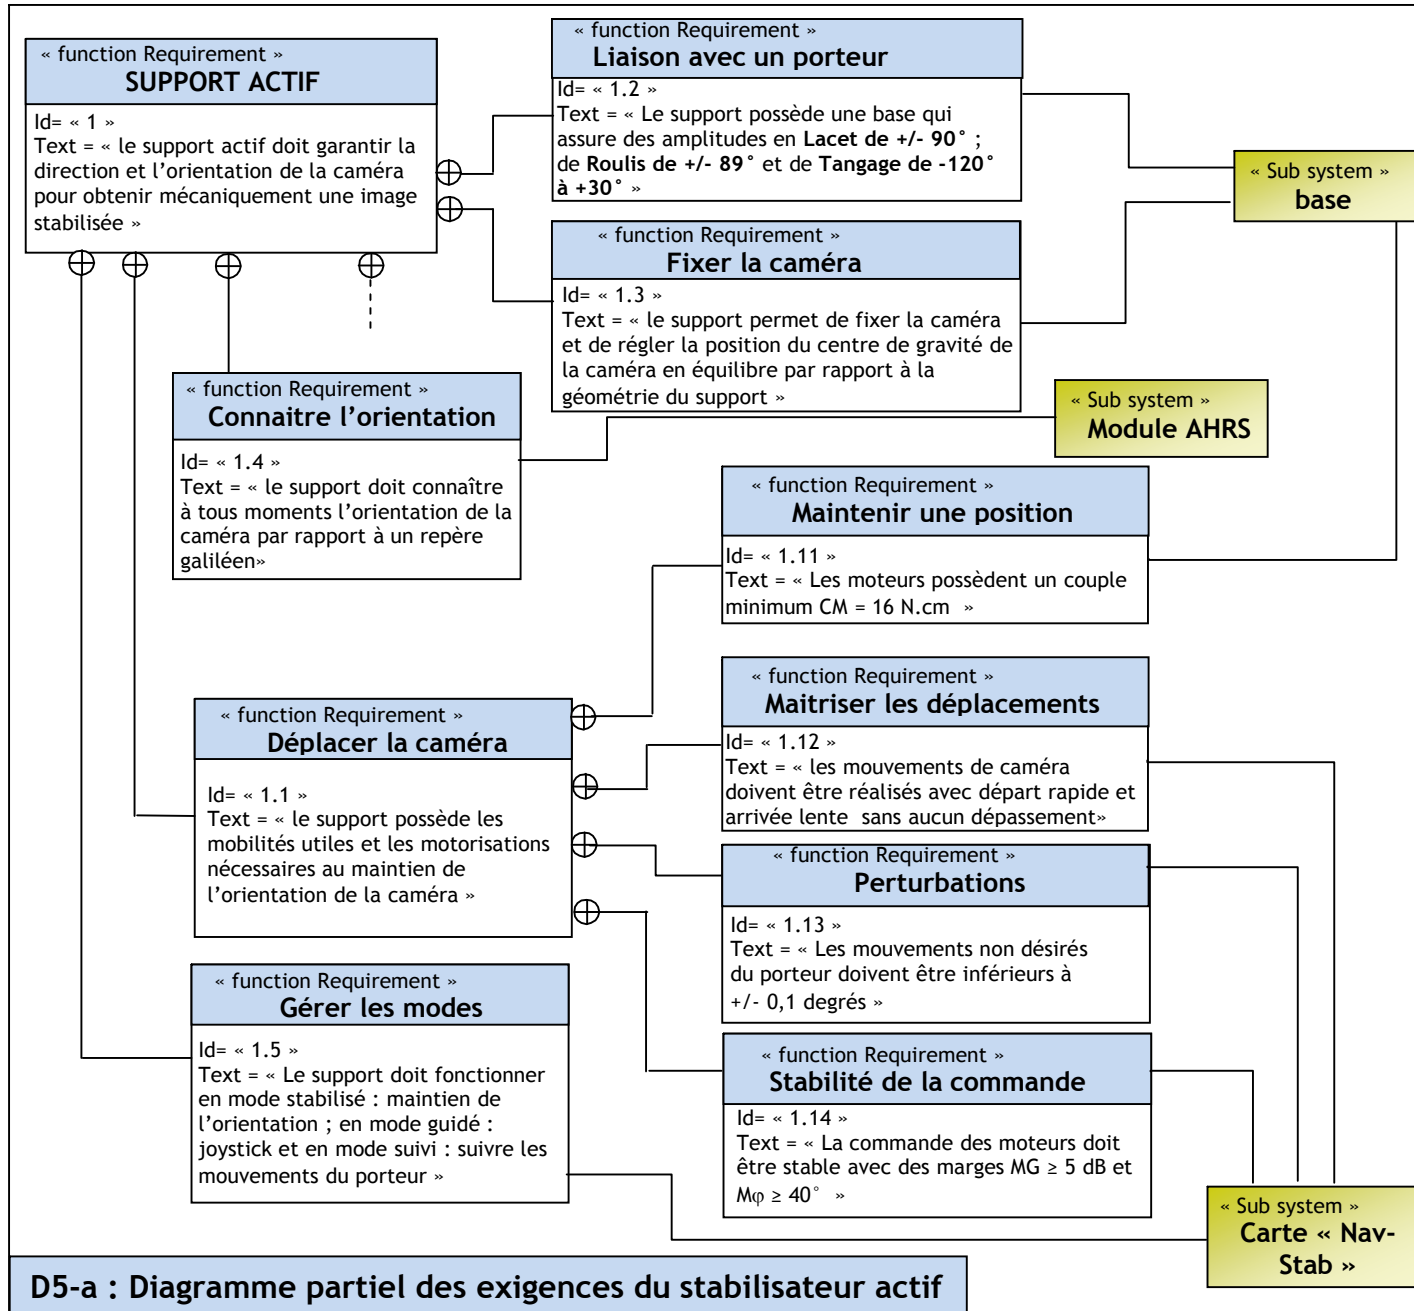 « function Requirement »
SUPPORT ACTIF
Id= « 1 »
Text = « le support actif doit garantir la
direction et l’orientation de la caméra
pour obtenir mécaniquement une image
stabilisée »
« function Requirement »
Liaison avec un porteur
Id= « 1.2 »
Text = « Le support possède une base qui
assure des amplitudes en Lacet de +/- 90° ;
de Roulis de +/- 89° et de Tangage de -120°
à +30° »
« Sub system »
base
« function Requirement »
Fixer la caméra
Id= « 1.3 »
Text = « le support permet de fixer la caméra
et de régler la position du centre de gravité de
la caméra en équilibre par rapport à la
géométrie du support »
« function Requirement »
Connaitre l’orientation
Id= « 1.4 »
Text = « le support doit connaître
à tous moments l’orientation de la
caméra par rapport à un repère
galiléen»
« Sub system »
Module AHRS
« function Requirement »
Maintenir une position
Id= « 1.11 »
Text = « Les moteurs possèdent un couple
minimum CM = 16 N.cm »
« function Requirement »
Maitriser les déplacements
Id= « 1.12 »
Text = « les mouvements de caméra
doivent être réalisés avec départ rapide et
arrivée lente sans aucun dépassement»
« function Requirement »
Déplacer la caméra
Id= « 1.1 »
Text = « le support possède les
mobilités utiles et les motorisations
nécessaires au maintien de
l’orientation de la caméra »
« function Requirement »
Perturbations
Id= « 1.13 »
Text = « Les mouvements non désirés
du porteur doivent être inférieurs à
+/- 0,1 degrés »
« function Requirement »
Gérer les modes
Id= « 1.5 »
Text = « Le support doit fonctionner
en mode stabilisé : maintien de
l’orientation ; en mode guidé :
joystick et en mode suivi : suivre les
mouvements du porteur »
« function Requirement »
Stabilité de la commande
Id= « 1.14 »
Text = « La commande des moteurs doit
être stable avec des marges MG ≥ 5 dB et
Mφ ≥ 40° »
« Sub system »
Carte « Nav-
Stab »
D5-a : Diagramme partiel des exigences du stabilisateur actif